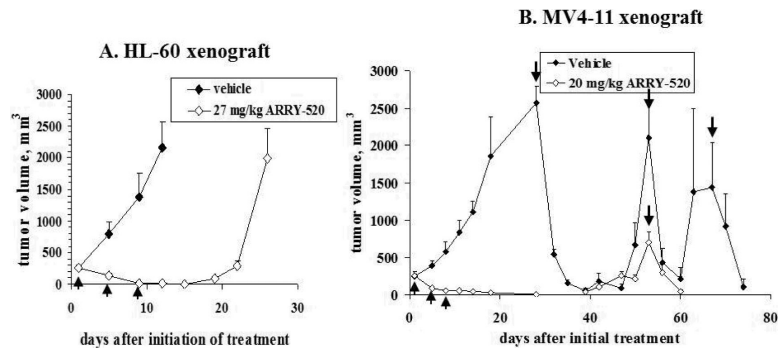 A. HL-60 xenograft
vehicle
27 mg/kg ARRY-520
tumor volume, mm3
3000
2500
2000
1500
1000
500
0
0 10 20 30
days after initiation of treatment
B. MV4-11 xenograft
Vehicle
20 mg/kg ARRY-520
tumor volume, mm3
3000
2500
2000
1500
1000
500
0
0 20 40 60 80
days after initial treatment